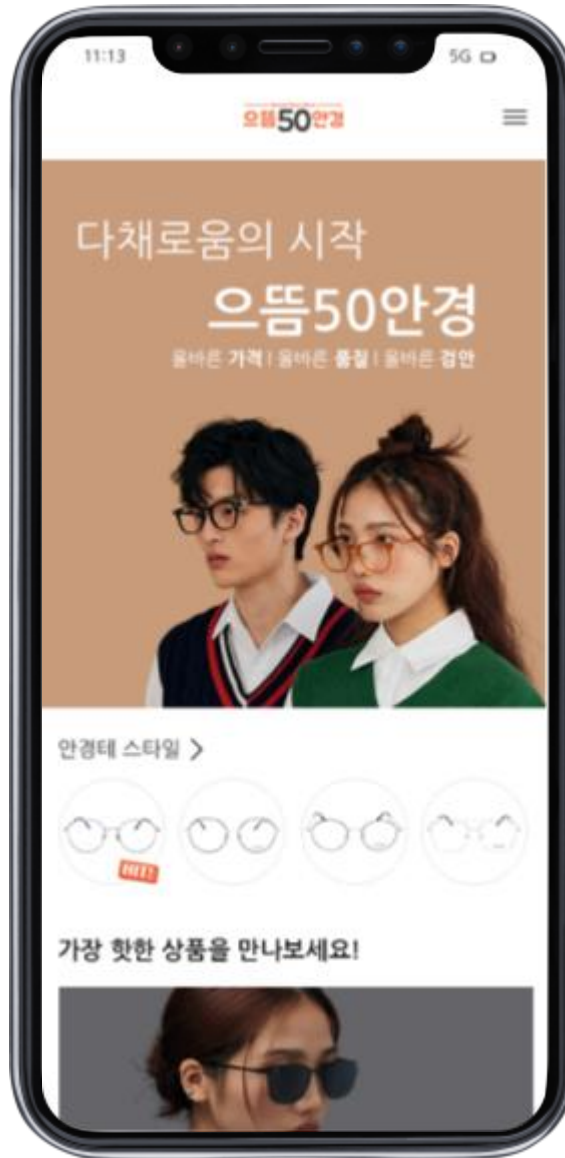 11:13
5G
으뜸50안경
다채로움의 시작
으뜸50안경
올바른 가격 | 올바른 품질 | 올바른 검안
안경테 스타일 >
HIT!
가장 핫한 상품을 만나보세요!